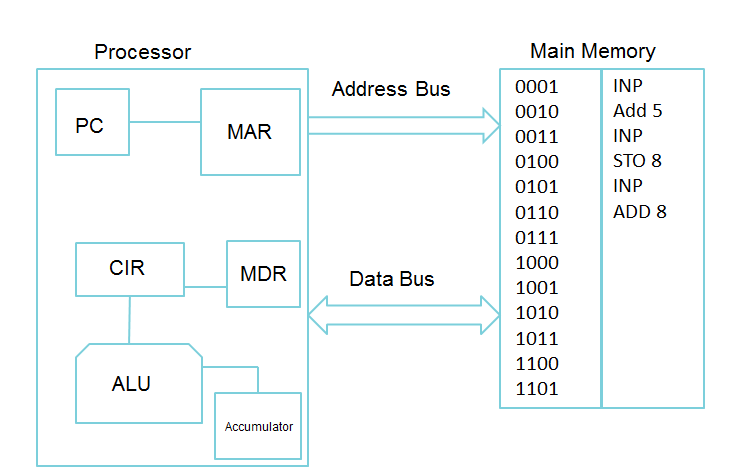 Processor
Main Memory
Address Bus
PC
MAR
0001 INP
0010 Add 5
0011 INP
0100 STO 8
0101 INP
0110 ADD 8
0111
1000
1001
1010
1011
1100
1101
CIR
MDR
Data Bus
ALU
Accumulator